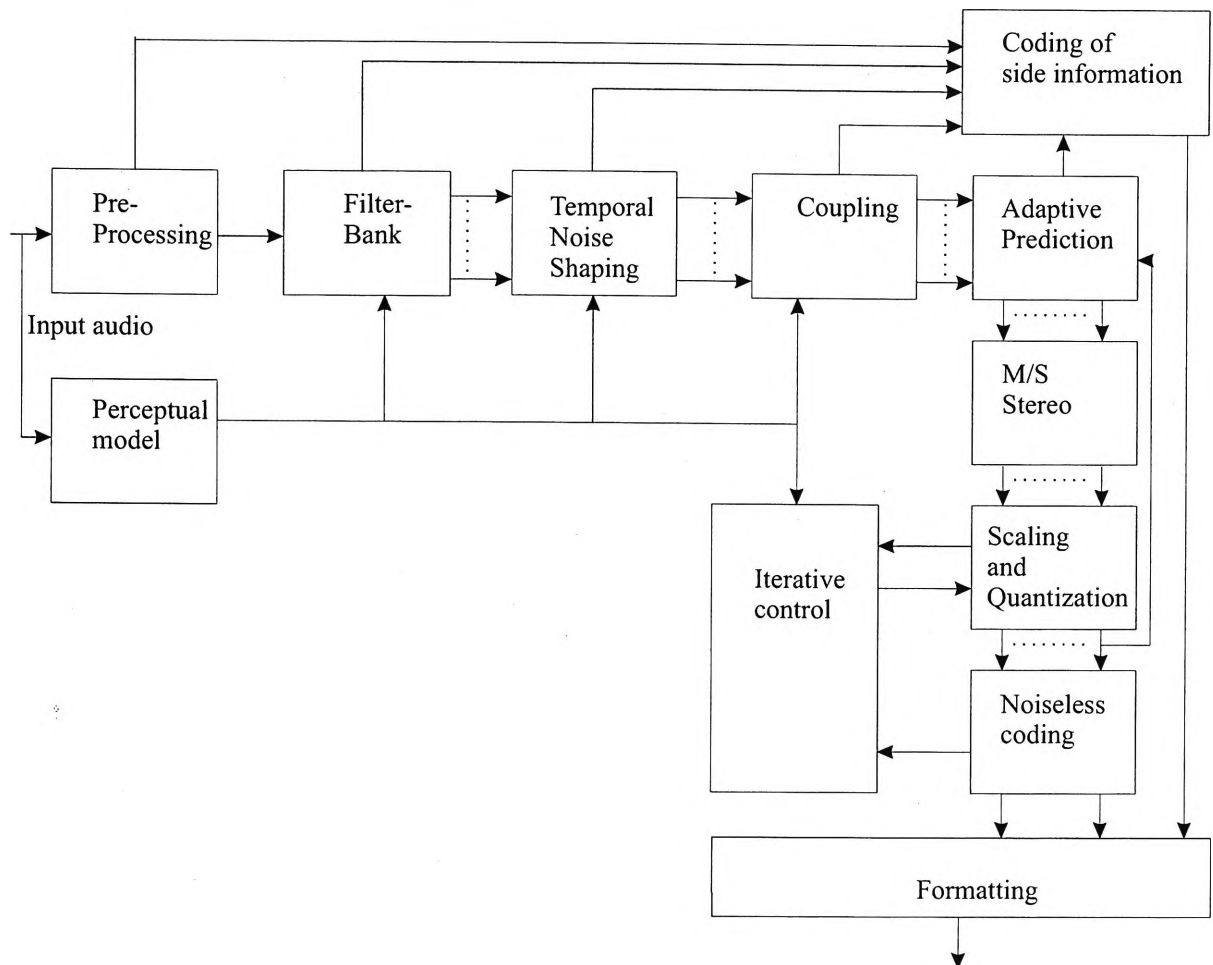 Coding of
side information
Pre-
Processing
Filter-
Bank
Temporal
Noise
Shaping
Coupling
Adaptive
Prediction
Input audio
Perceptual
model
M/S
Stereo
Iterative
control
Scaling
and
Quantization
Noiseless
coding
Formatting